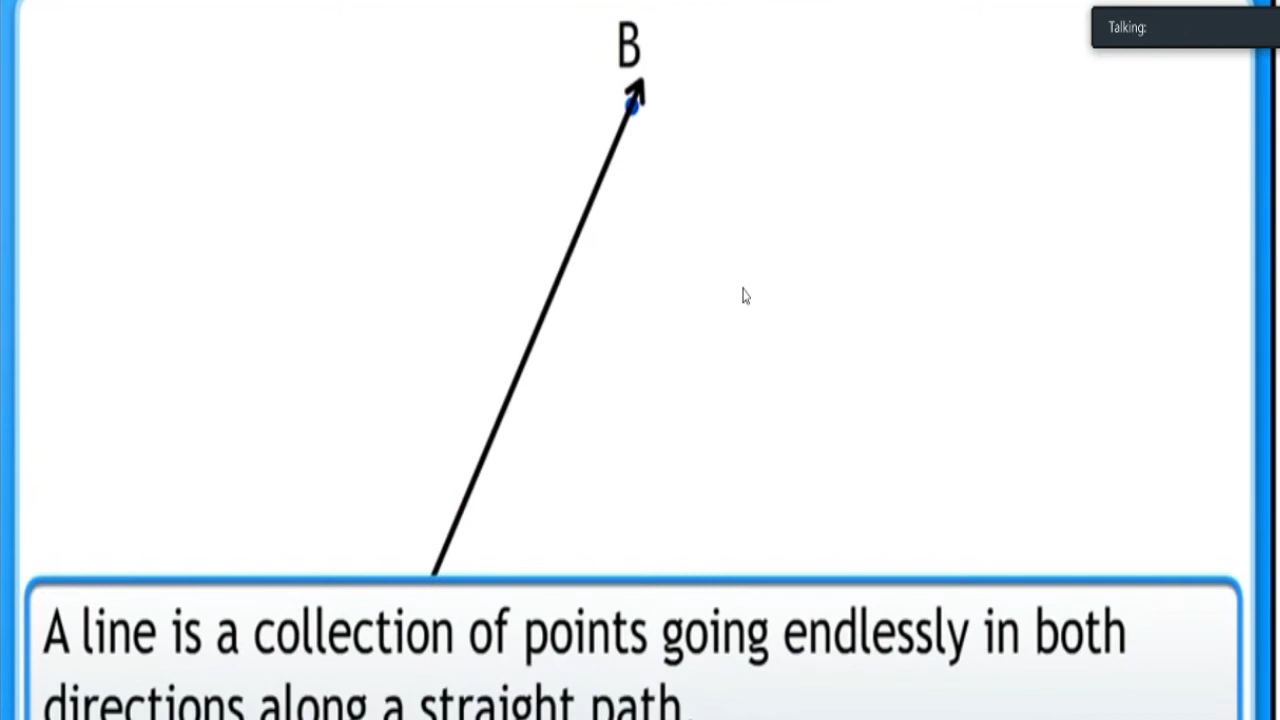 Talking:
B
A line is a collection of points going endlessly in both
directions along a straight path.